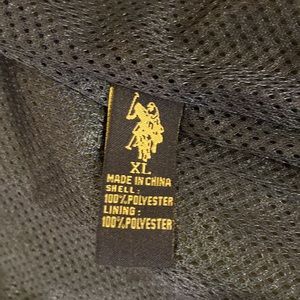 XL
MADE IN CHINA
SHELL:
100%POLYESTER
LINING:
100%POLYESTER